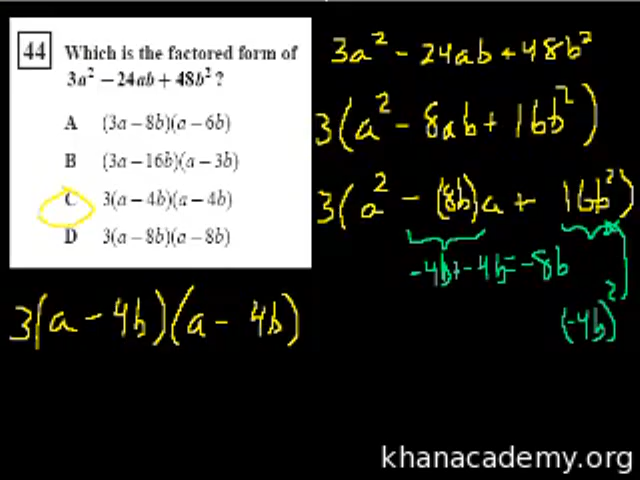 44 Which is the factored form of
3a² – 24ab + 48b² ?
A (3a – 8b)(a – 6b)
B (3a – 16b)(a – 3b)
C 3(a – 4b)(a – 4b)
D 3(a – 8b)(a – 8b)
3a² - 24ab + 48b²
3(a² - 8ab + 16b²)
3(a² - (8b)a + 16b²)
-4b + -4b = -8b
(-4b)²
3(a - 4b)(a - 4b)
khanacademy.org